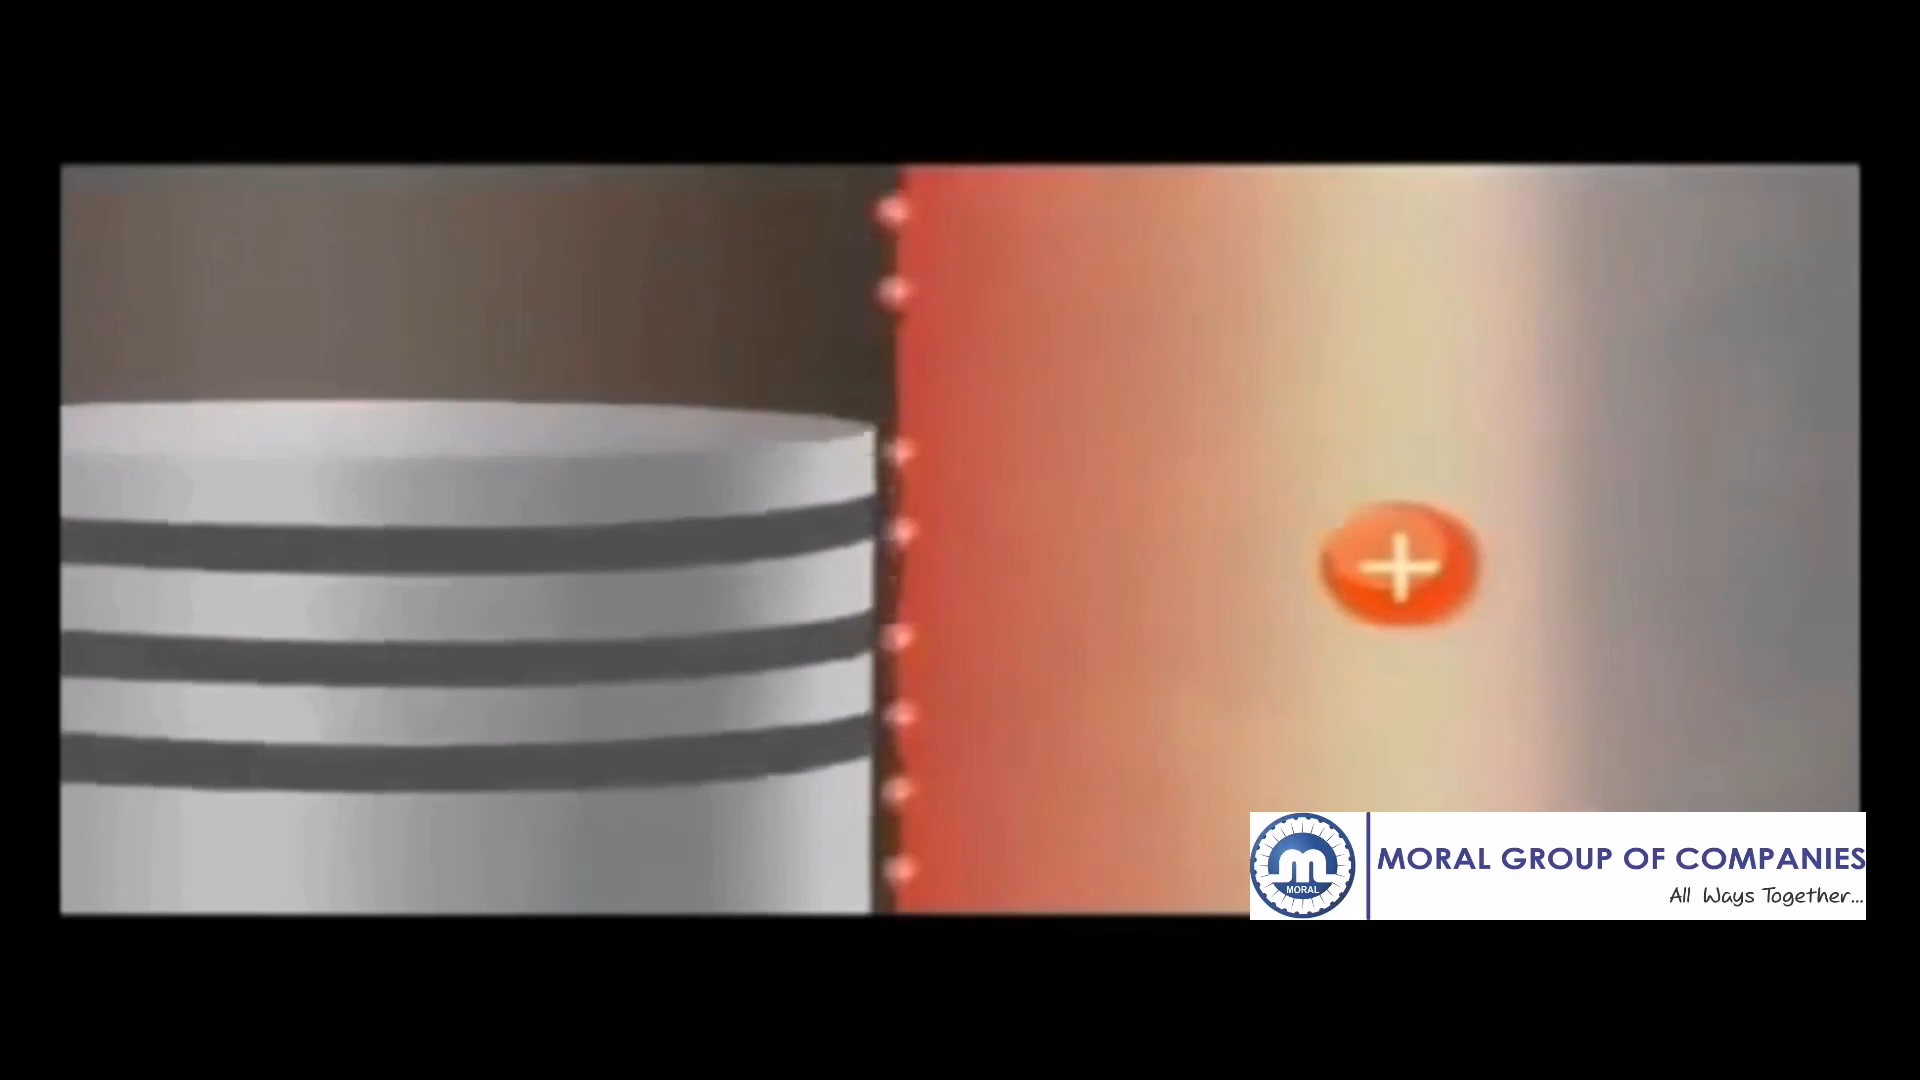 +
MORAL
MORAL GROUP OF COMPANIES
All Ways Together...